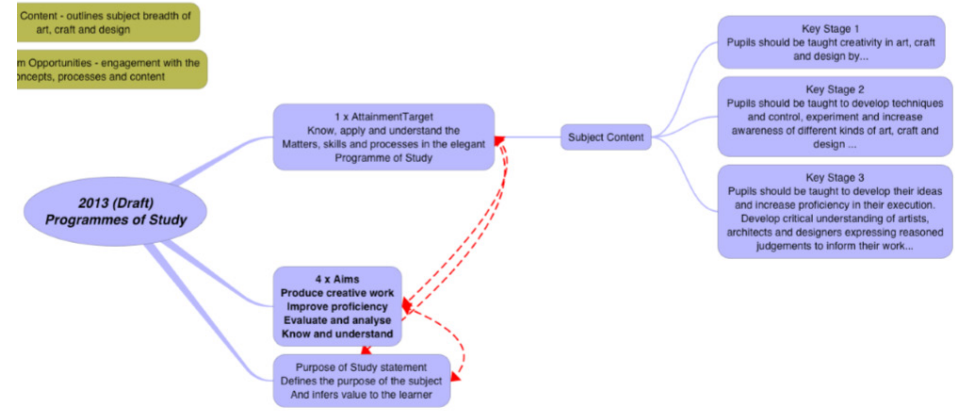 Content - outlines subject breadth of
art, craft and design
Opportunities - engagement with the
processes and content
2013 (Draft)
Programmes of Study
1 x AttainmentTarget
Know, apply and understand the
Matters, skills and processes in the elegant
Programme of Study
4 x Aims
Produce creative work
Improve proficiency
Evaluate and analyse
Know and understand
Purpose of Study statement
Defines the purpose of the subject
And infers value to the learner
Subject Content
Key Stage 1
Pupils should be taught creativity in art, craft
and design by...
Key Stage 2
Pupils should be taught to develop techniques
and control, experiment and increase
awareness of different kinds of art, craft and
design ...
Key Stage 3
Pupils should be taught to develop their ideas
and increase proficiency in their execution.
Develop critical understanding of artists,
architects and designers expressing reasoned
judgements to inform their work...